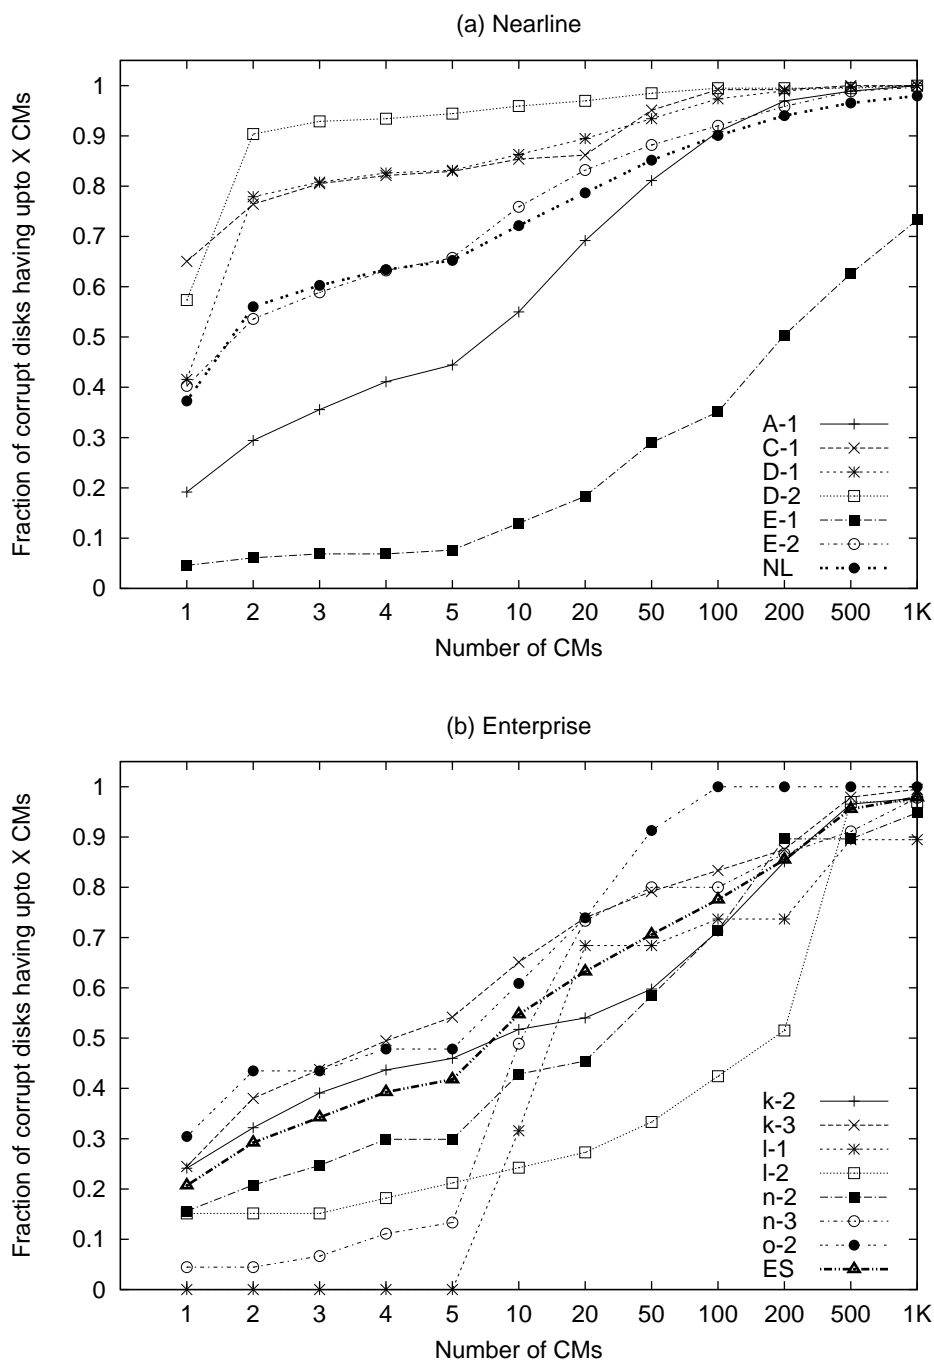 (a) Nearline
Fraction of corrupt disks having upto X CMs
1
0.9
0.8
0.7
0.6
0.5
0.4
0.3
0.2
0.1
0
A-1
C-1
D-1
D-2
E-1
E-2
NL
1 2 3 4 5 10 20 50 100 200 500 1K
Number of CMs
(b) Enterprise
Fraction of corrupt disks having upto X CMs
1
0.9
0.8
0.7
0.6
0.5
0.4
0.3
0.2
0.1
0
k-2
k-3
l-1
l-2
n-2
n-3
o-2
ES
1 2 3 4 5 10 20 50 100 200 500 1K
Number of CMs